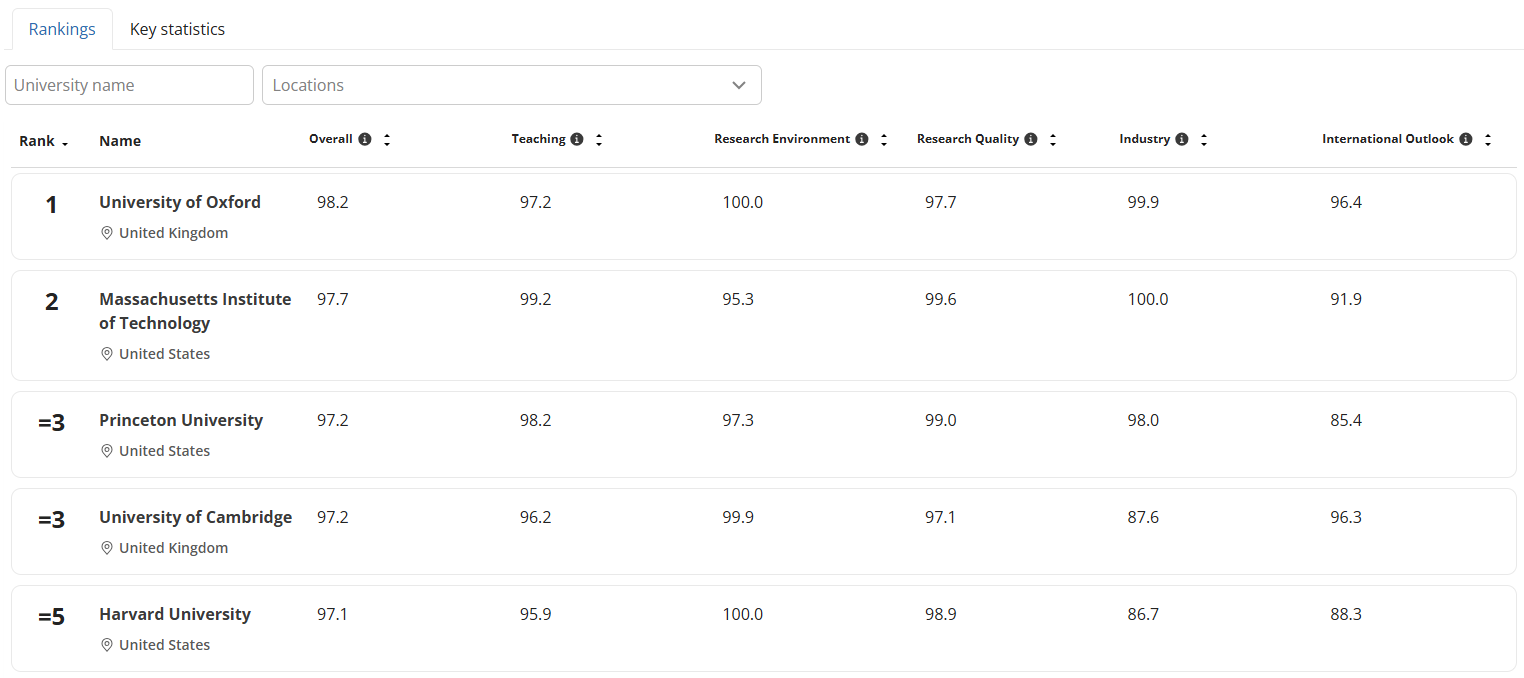 Rankings Key statistics
University name Locations
Rank Name Overall Teaching Research Environment Research Quality Industry International Outlook
1 University of Oxford 98.2 97.2 100.0 97.7 99.9 96.4
United Kingdom
2 Massachusetts Institute 97.7 99.2 95.3 99.6 100.0 91.9
of Technology
United States
=3 Princeton University 97.2 98.2 97.3 99.0 98.0 85.4
United States
=3 University of Cambridge 97.2 96.2 99.9 97.1 87.6 96.3
United Kingdom
=5 Harvard University 97.1 95.9 100.0 98.9 86.7 88.3
United States